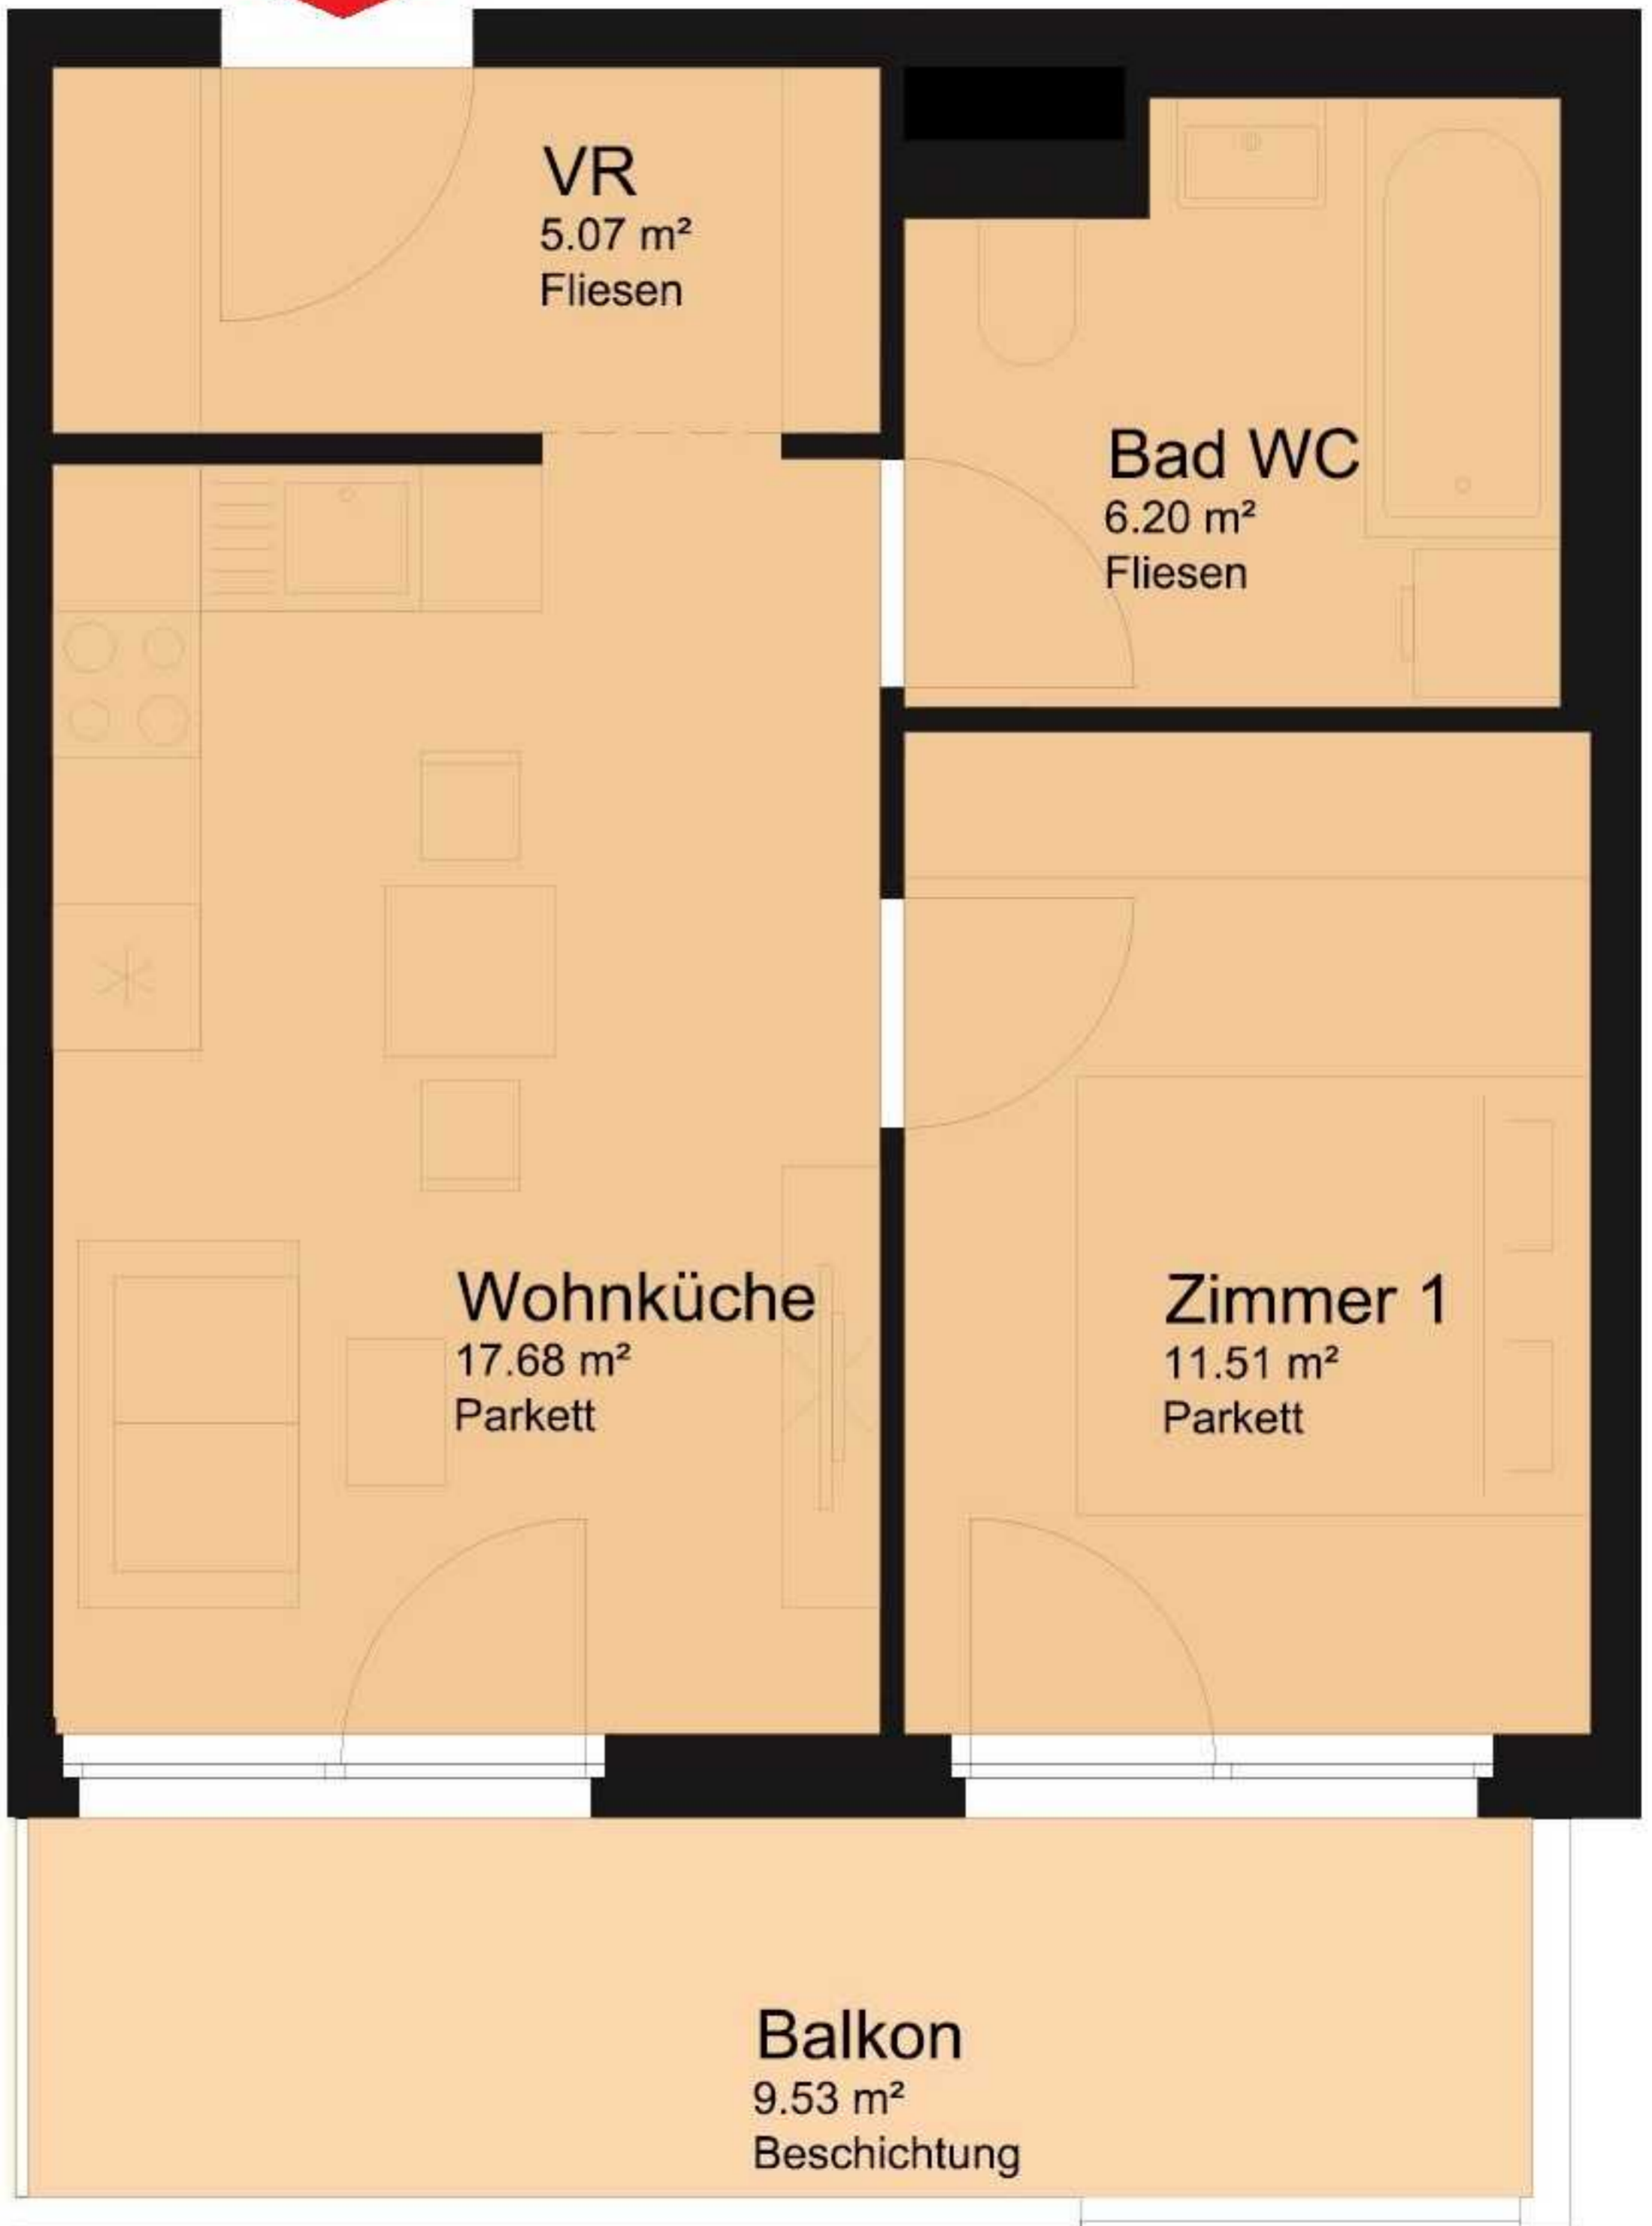 VR
5.07 m²
Fliesen
Bad WC
6.20 m²
Fliesen
Wohnküche
17.68 m²
Parkett
Zimmer 1
11.51 m²
Parkett
Balkon
9.53 m²
Beschichtung